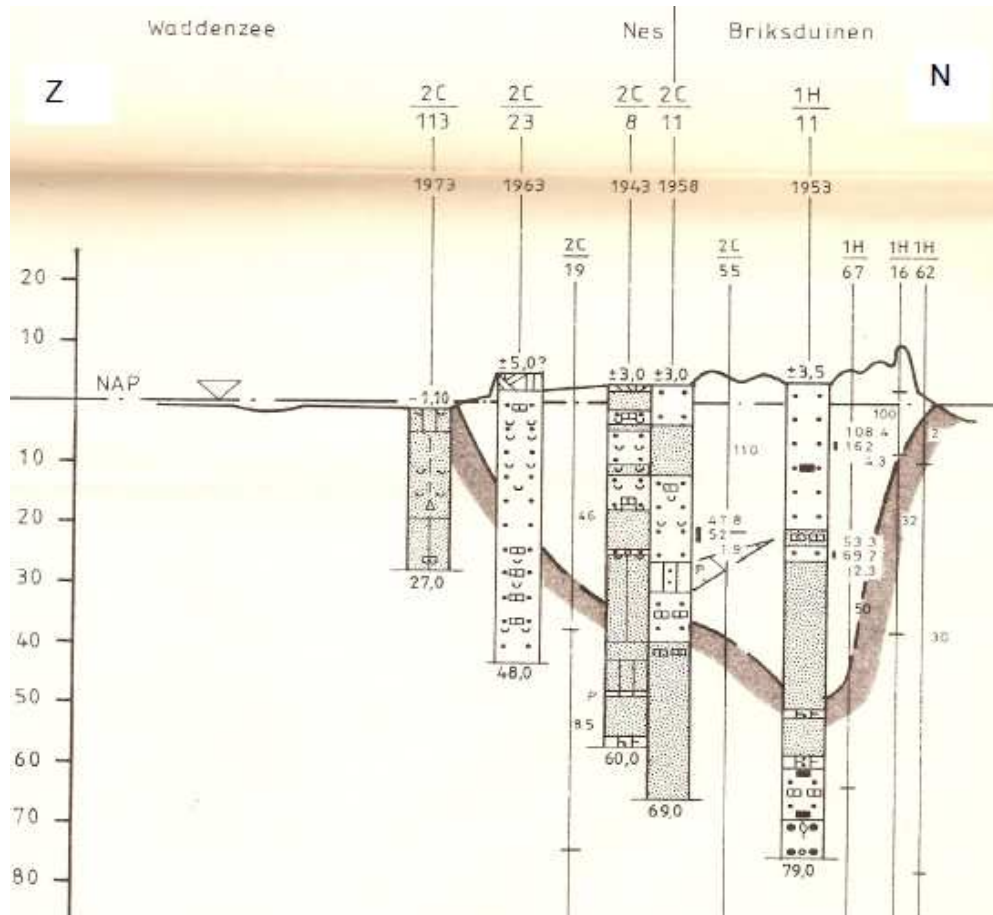 Waddenzee Nes Briksduinen
Z N
2C 2C 2C 2C 1H
113 23 8 11 11
1973 1963 1943 1958 1953
2C 2C 1H 1H 1H
19 55 67 16 62
20
10
±5,0? ±3,0 ±3,0 ±3,5
NAP -1,10
100
108.4 2
162
10 110 4.3
20 46 47.8 32
52 53.3
1.9 69.7
P 2.3
30 27,0
50
40 30
48,0
50 P
8.5
60 60,0
70 69,0
79,0
80